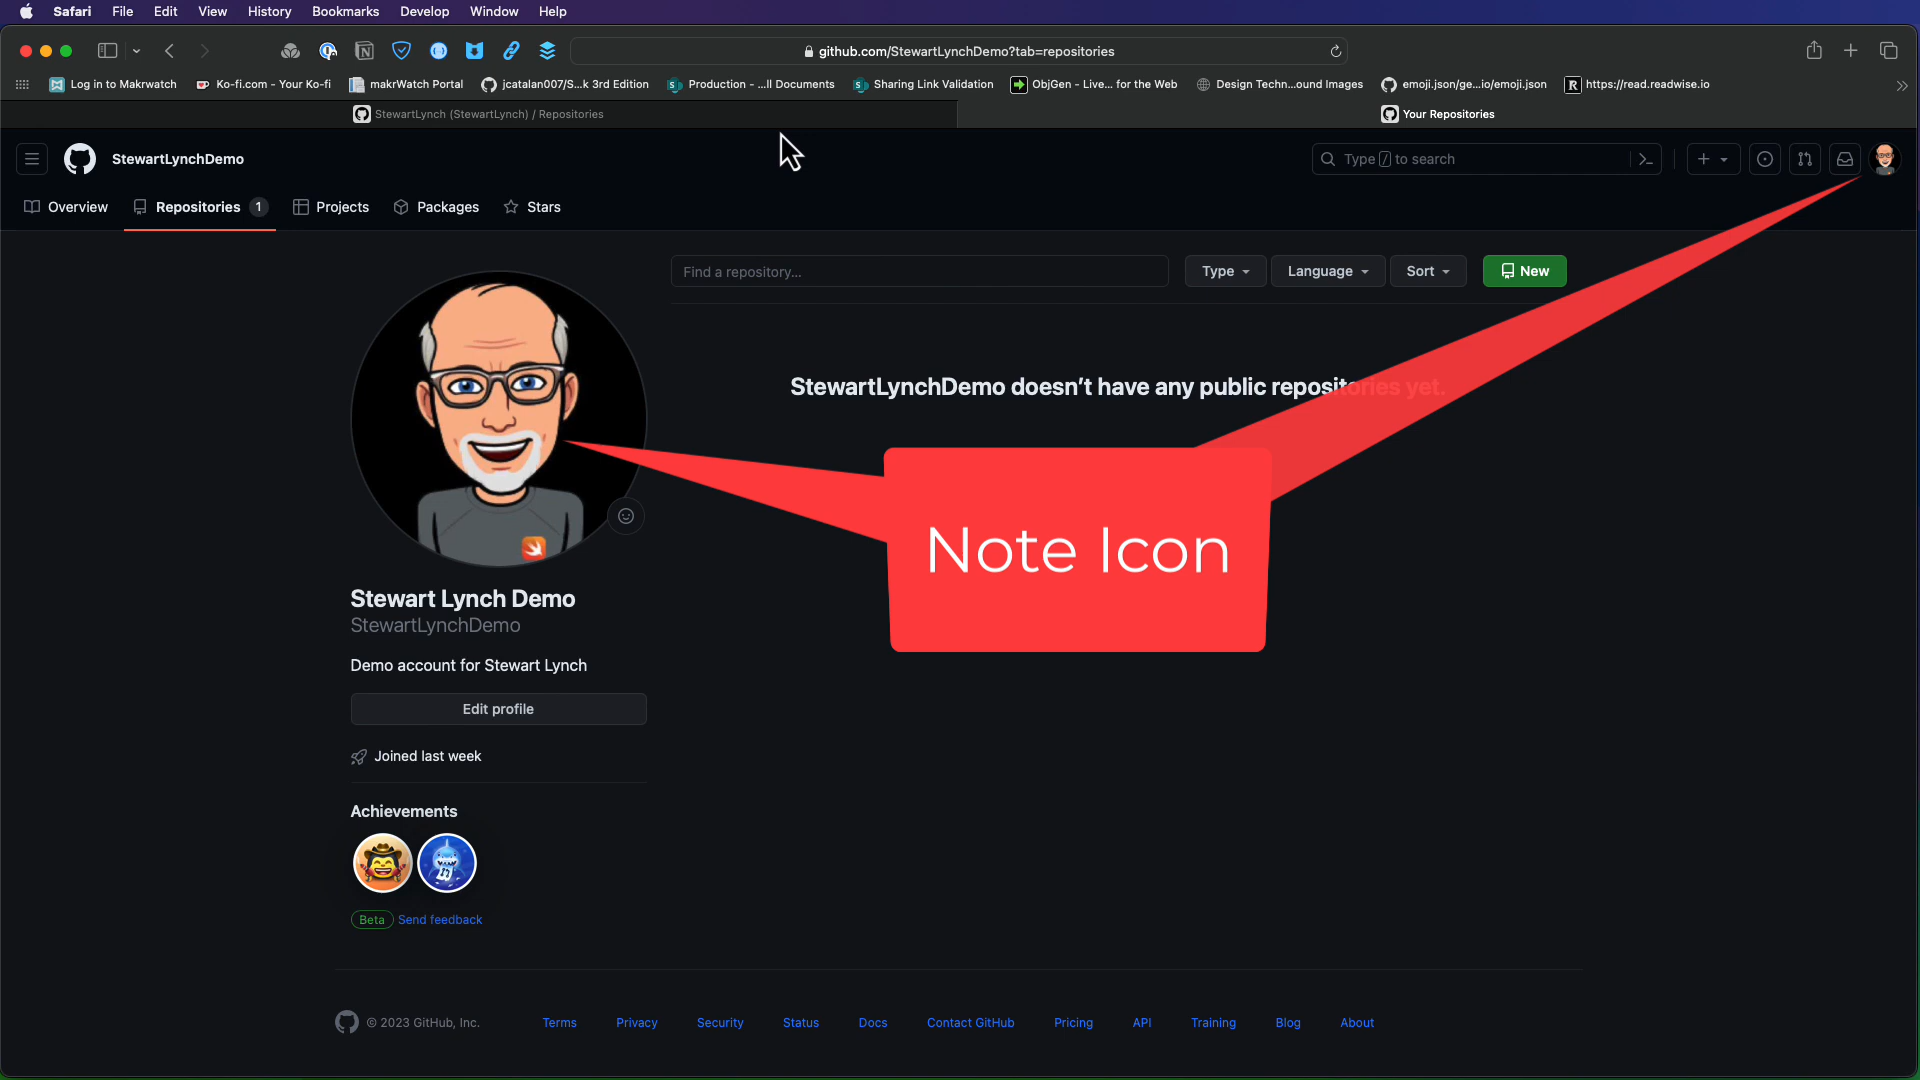 Safari File Edit View History Bookmarks Develop Window Help
github.com/StewartLynchDemo?tab=repositories
Log in to Makrwatch Ko-fi.com - Your Ko-fi makrWatch Portal jcatalan007/S...k 3rd Edition Production - ...ll Documents Sharing Link Validation ObjGen - Live... for the Web Design Techn...ound Images emoji.json/ge...io/emoji.json R https://read.readwise.io
StewartLynch (StewartLynch) / Repositories Your Repositories
StewartLynchDemo Type / to search
Overview Repositories 1 Projects Packages Stars
Find a repository... Type Language Sort New
StewartLynchDemo doesn’t have any public repositories yet.
Note Icon
Stewart Lynch Demo
StewartLynchDemo
Demo account for Stewart Lynch
Edit profile
Joined last week
Achievements
Beta Send feedback
© 2023 GitHub, Inc. Terms Privacy Security Status Docs Contact GitHub Pricing API Training Blog About